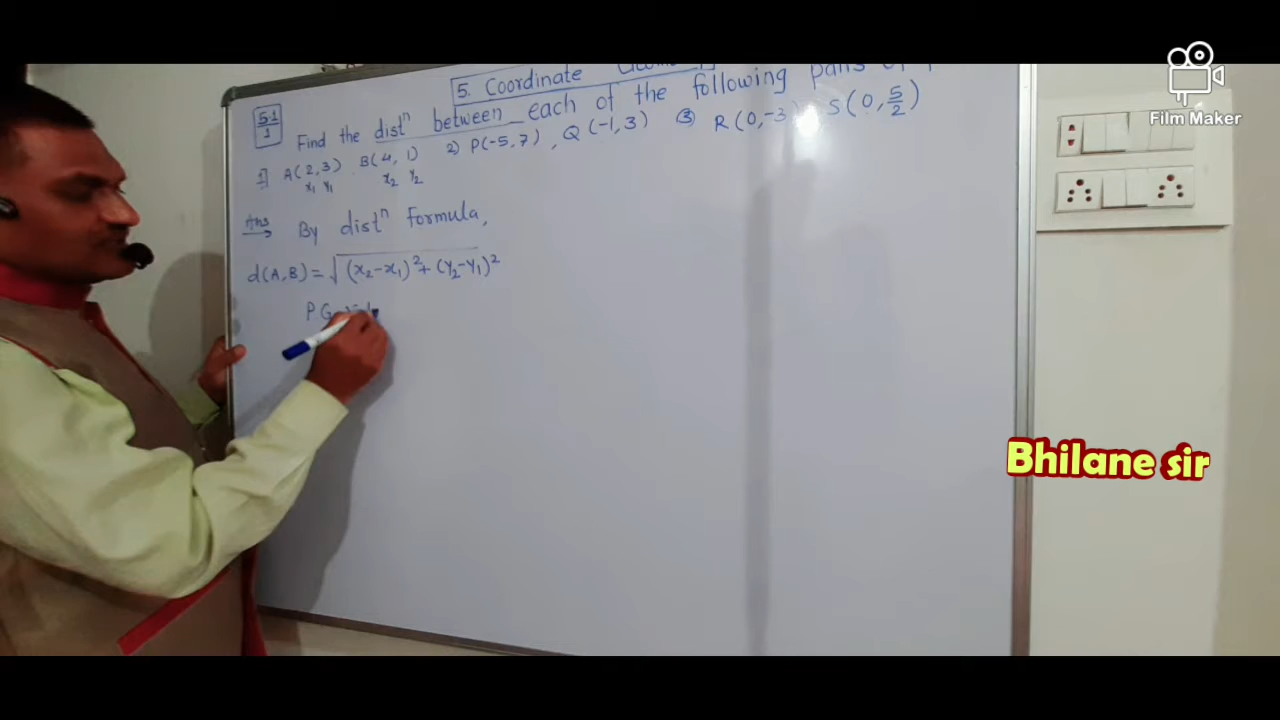 5. Coordinate
5.1
1
Find the distⁿ between each of the following pairs of
1] A(2,3) B(4, 1) 2) P(-5,7), Q(-1,3) ③ R(0,-3) S(0, 5/2)
x₁ y₁ x₂ y₂
Ans By distⁿ Formula,
d(A,B) = √(x₂-x₁)²+(y₂-y₁)²
Film Maker
Bhilane sir